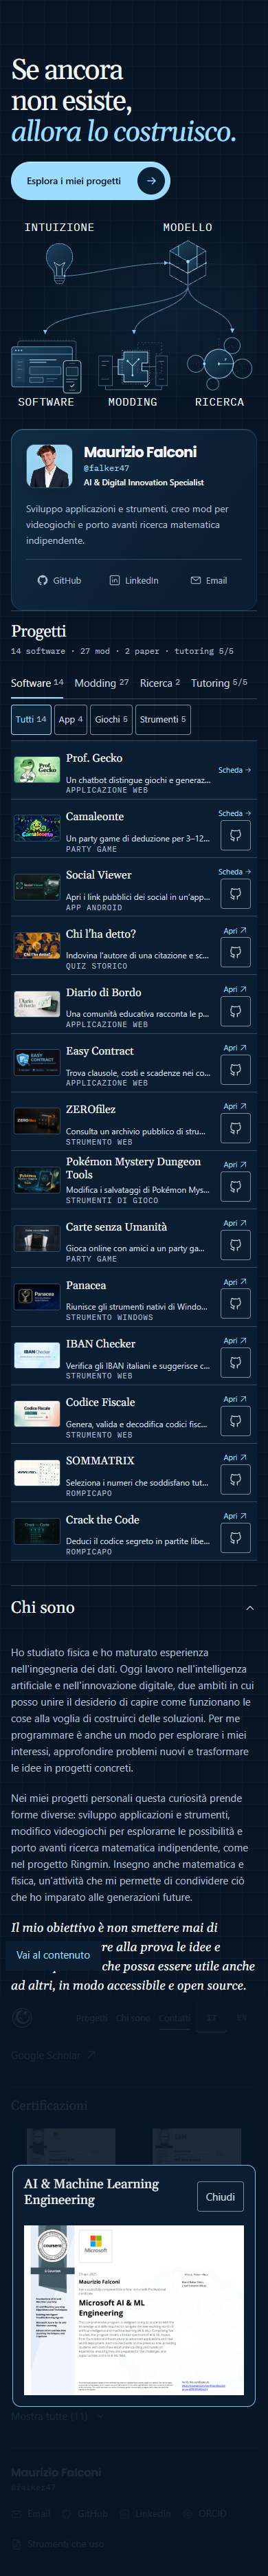 Se ancora
non esiste,
allora lo costruisco.
Esplora i miei progetti
INTUIZIONE
MODELLO
SOFTWARE
MODDING
RICERCA
Maurizio Falconi
@falker47
AI & Digital Innovation Specialist
Sviluppo applicazioni e strumenti, creo mod per
videogiochi e porto avanti ricerca matematica
indipendente.
GitHub
LinkedIn
Email
Progetti
14 software · 27 mod · 2 paper · tutoring 5/5
Software 14
Modding 27
Ricerca 2
Tutoring 5/5
Tutti 14
App 4
Giochi 5
Strumenti 5
Prof. Gecko
Un chatbot distingue giochi e generaz...
APPLICAZIONE WEB
Scheda →
Camaleonte
Un party game di deduzione per 3–12...
PARTY GAME
Scheda →
Social Viewer
Apri i link pubblici dei social in un'app...
APP ANDROID
Scheda →
Chi l'ha detto?
Indovina l'autore di una citazione e sc...
QUIZ STORICO
Apri ↗
Diario di Bordo
Una comunità educativa racconta le p...
APPLICAZIONE WEB
Apri ↗
Easy Contract
Trova clausole, costi e scadenze nei co...
APPLICAZIONE WEB
Apri ↗
ZEROfilez
Consulta un archivio pubblico di stru...
STRUMENTO WEB
Apri ↗
Pokémon Mystery Dungeon
Tools
Modifica i salvataggi di Pokémon Mys...
STRUMENTI DI GIOCO
Apri ↗
Carte senza Umanità
Gioca online con amici a un party ga...
PARTY GAME
Apri ↗
Panacea
Riunisce gli strumenti nativi di Windo...
STRUMENTO WINDOWS
Apri ↗
IBAN Checker
Verifica gli IBAN italiani e suggerisce c...
STRUMENTO WEB
Apri ↗
Codice Fiscale
Genera, valida e decodifica codici fisc...
STRUMENTO WEB
Apri ↗
SOMMATRIX
Seleziona i numeri che soddisfano tut...
ROMPICAPO
Apri ↗
Crack the Code
Deduci il codice segreto in partite libe...
ROMPICAPO
Apri ↗
Chi sono
Ho studiato fisica e ho maturato esperienza
nell'ingegneria dei dati. Oggi lavoro nell'intelligenza
artificiale e nell'innovazione digitale, due ambiti in cui
posso unire il desiderio di capire come funzionano le
cose alla voglia di costruirci delle soluzioni. Per me
programmare è anche un modo per esplorare i miei
interessi, approfondire problemi nuovi e trasformare
le idee in progetti concreti.
Nei miei progetti personali questa curiosità prende
forme diverse: sviluppo applicazioni e strumenti,
modifico videogiochi per esplorarne le possibilità e
porto avanti ricerca matematica indipendente, come
nel progetto Ringmin. Insegno anche matematica e
fisica, un'attività che mi permette di condividere ciò
che ho imparato alle generazioni future.
Il mio obiettivo è non smettere mai di
re alla prova le idee e
Vai al contenuto
che possa essere utile anche
ad altri, in modo accessibile e open source.
Progetti
Chi sono
Contatti
IT
EN
Google Scholar ↗
Certificazioni
AI & Machine Learning
Engineering
Chiudi
Microsoft
Maurizio Falconi
Microsoft AI & ML
Engineering
Mostra tutte (11)
Maurizio Falconi
@falker47
Email
GitHub
LinkedIn
ORCID
Strumenti che uso